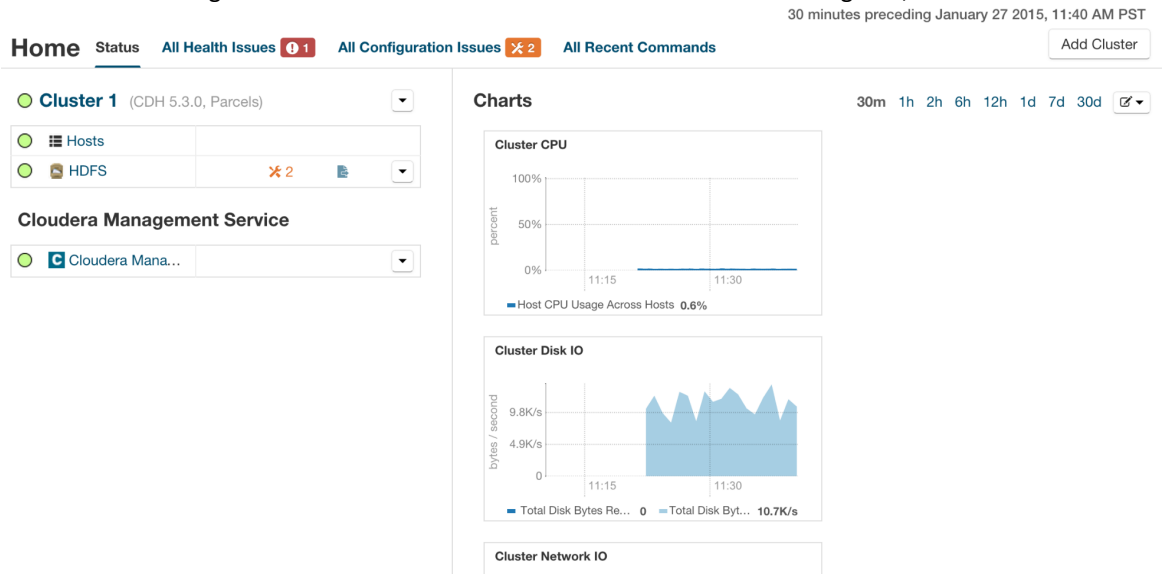 30 minutes preceding January 27 2015, 11:40 AM PST
Home Status All Health Issues 1 All Configuration Issues 2 All Recent Commands Add Cluster
Cluster 1 (CDH 5.3.0, Parcels)
Hosts
HDFS 2
Cloudera Management Service
C Cloudera Mana...
Charts 30m 1h 2h 6h 12h 1d 7d 30d
Cluster CPU
percent
100%
50%
0%
11:15 11:30
Host CPU Usage Across Hosts 0.6%
Cluster Disk IO
bytes / second
9.8K/s
4.9K/s
0
11:15 11:30
Total Disk Bytes Re... 0 Total Disk Byt... 10.7K/s
Cluster Network IO